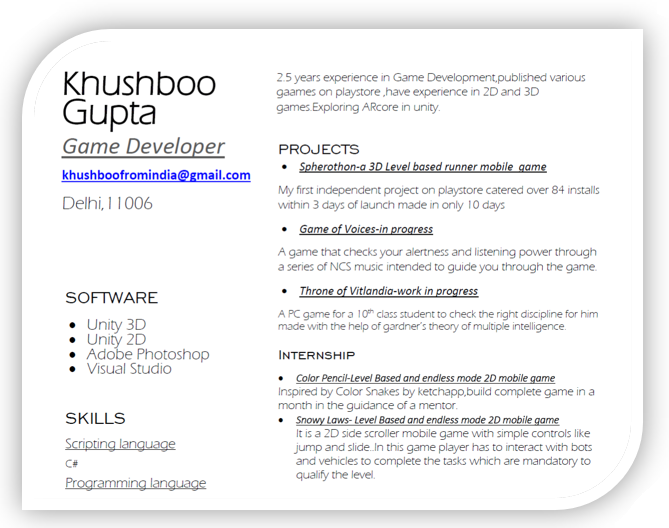 Khushboo
Gupta
Game Developer
khushboofromindia@gmail.com
Delhi,11006
SOFTWARE
• Unity 3D
• Unity 2D
• Adobe Photoshop
• Visual Studio
SKILLS
Scripting language
C#
Programming language
2.5 years experience in Game Development,published various
gaames on playstore ,have experience in 2D and 3D
games.Exploring ARcore in unity.
PROJECTS
• Spherothon-a 3D Level based runner mobile game
My first independent project on playstore catered over 84 installs
within 3 days of launch made in only 10 days
• Game of Voices-in progress
A game that checks your alertness and listening power through
a series of NCS music intended to guide you through the game.
• Throne of Vitlandia-work in progress
A PC game for a 10th class student to check the right discipline for him
made with the help of gardner's theory of multiple intelligence.
INTERNSHIP
• Color Pencil-Level Based and endless mode 2D mobile game
Inspired by Color Snakes by ketchapp,build complete game in a
month in the guidance of a mentor.
• Snowy Laws- Level Based and endless mode 2D mobile game
It is a 2D side scroller mobile game with simple controls like
jump and slide..In this game player has to interact with bots
and vehicles to complete the tasks which are mandatory to
qualify the level.